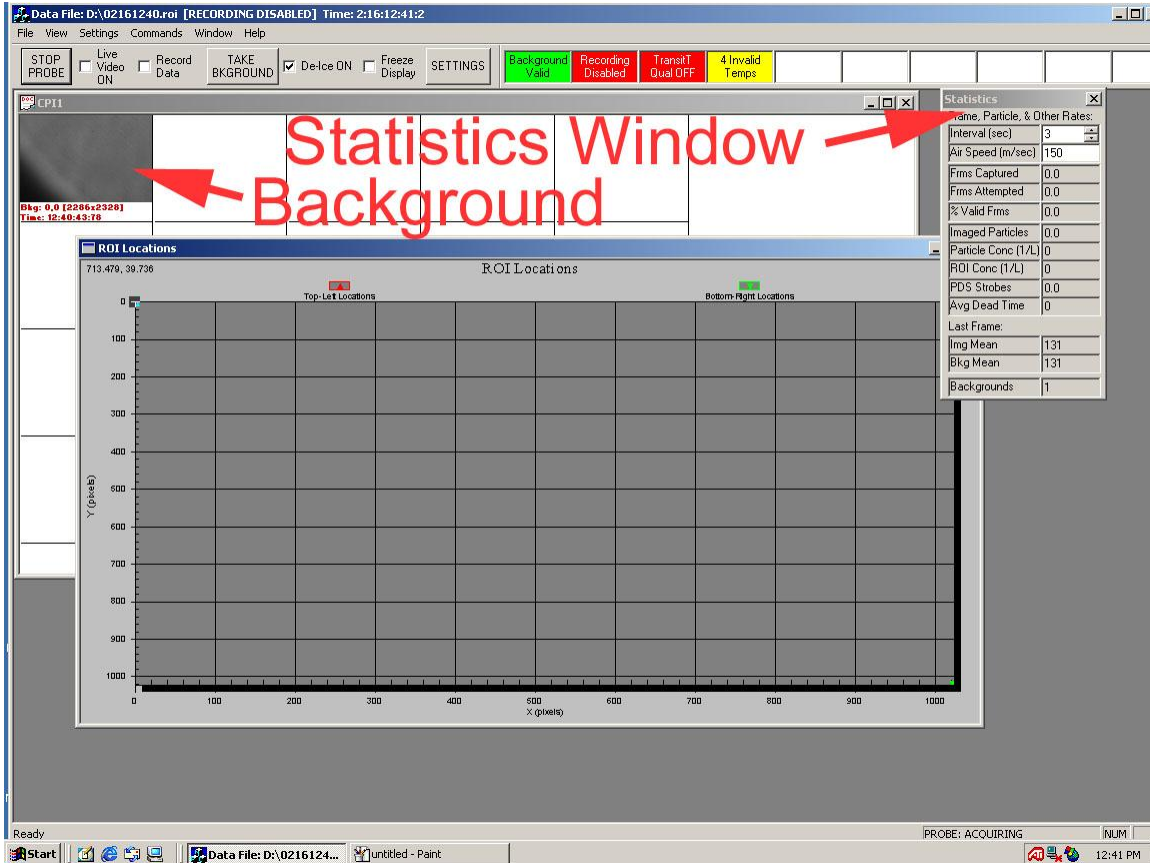 Data File: D:\02161240.roi [RECORDING DISABLED] Time: 2:16:12:41:2
File View Settings Commands Window Help
STOP PROBE
Live Video ON
Record Data
TAKE BKGROUND
De-Ice ON
Freeze Display
SETTINGS
Background Valid
Recording Disabled
TransitT Qual OFF
4 Invalid Temps
CPI1
Bkg: 0,0 [2286x2328]
Time: 12:40:43:78
Statistics Window
Background
Statistics
Frame, Particle, & Other Rates:
Interval (sec) 3
Air Speed (m/sec) 150
Frms Captured 0.0
Frms Attempted 0.0
% Valid Frms 0.0
Imaged Particles 0.0
Particle Conc (1/L) 0
ROI Conc (1/L) 0
PDS Strobes 0.0
Avg Dead Time 0
Last Frame:
Img Mean 131
Bkg Mean 131
Backgrounds 1
ROI Locations
713.479, 39.736
ROI Locations
Top-Left Locations
Bottom-Right Locations
0
100
200
300
400
500
600
700
800
900
1000
Y (pixels)
0 100 200 300 400 500 600 700 800 900 1000
X (pixels)
Ready
PROBE: ACQUIRING
NUM
Start
Data File: D:\0216124...
untitled - Paint
12:41 PM